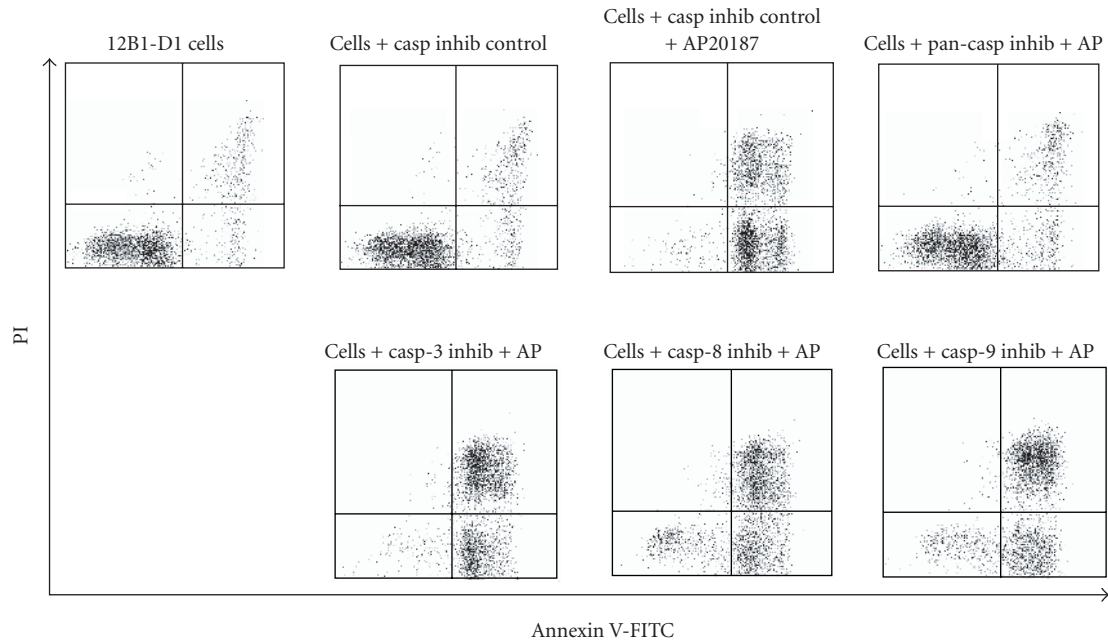 12B1-D1 cells
Cells + casp inhib control
Cells + casp inhib control
+ AP20187
Cells + pan-casp inhib + AP
PI
Cells + casp-3 inhib + AP
Cells + casp-8 inhib + AP
Cells + casp-9 inhib + AP
Annexin V-FITC